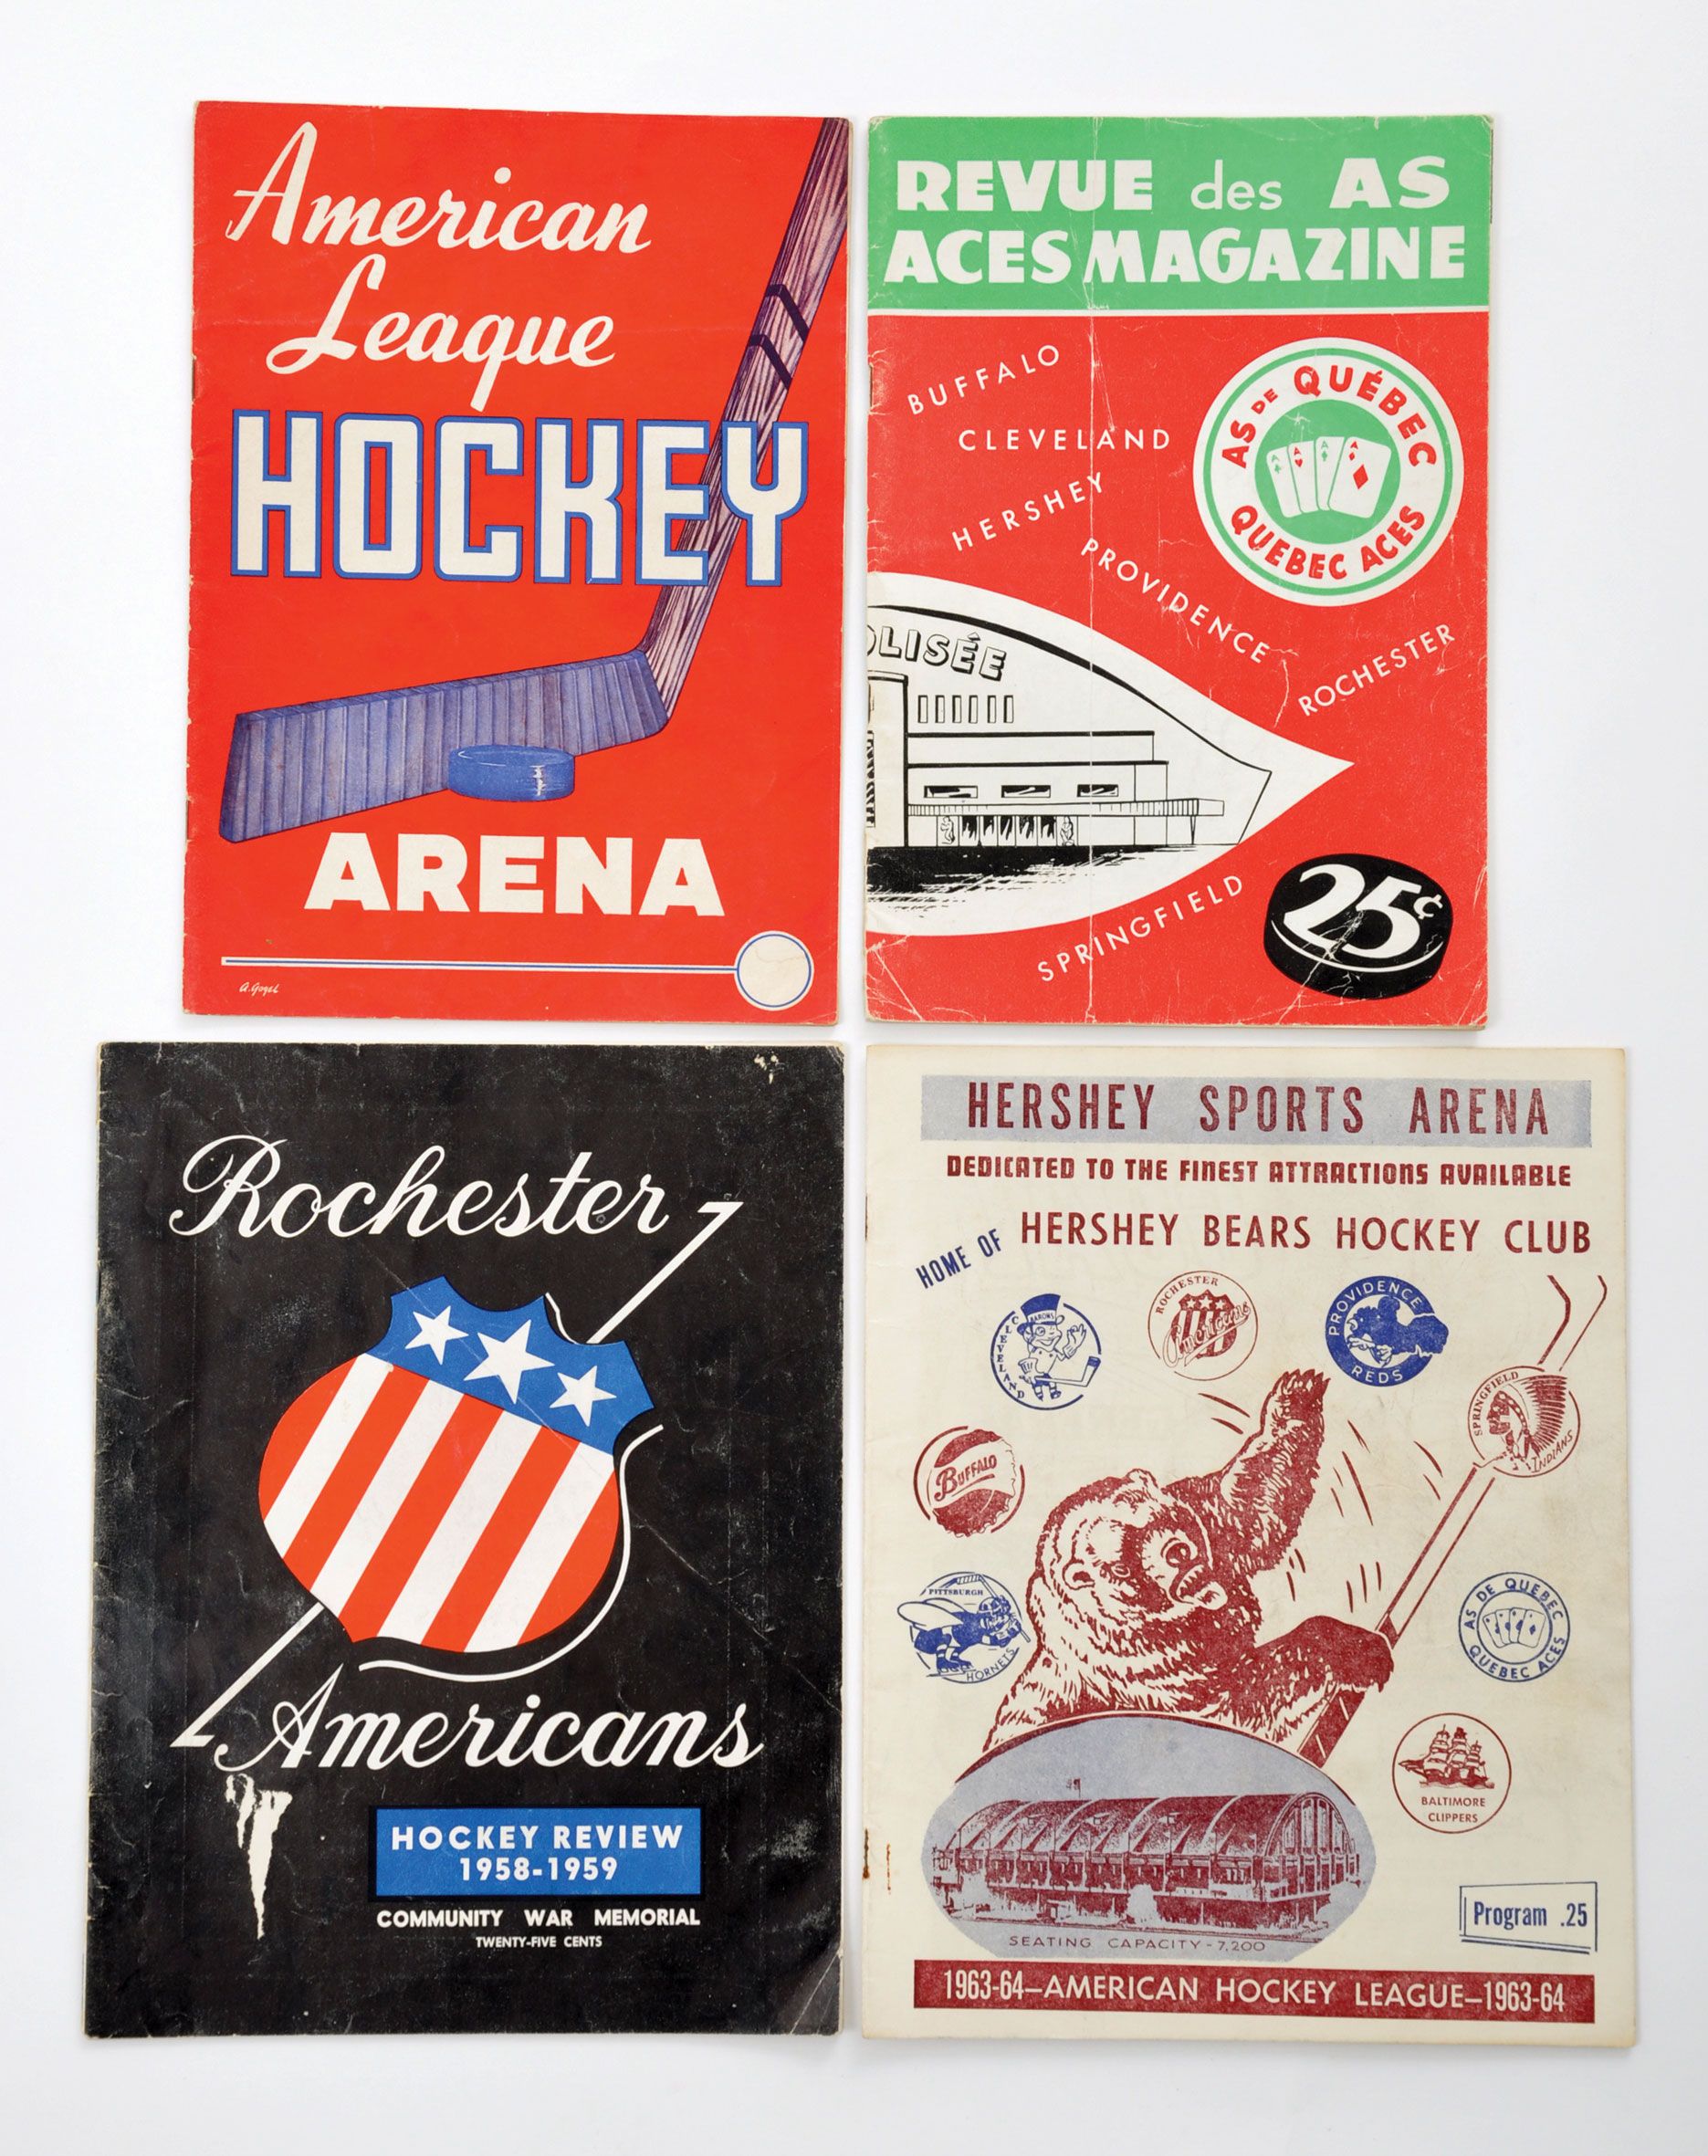 American
League
HOCKEY
ARENA
a. Gogel
REVUE des AS
ACES MAGAZINE
BUFFALO
CLEVELAND
HERSHEY
PROVIDENCE
ROCHESTER
SPRINGFIELD
AS DE QUÉBEC
QUEBEC ACES
A A A A
OLISÉE
25¢
Rochester
Americans
HOCKEY REVIEW
1958-1959
COMMUNITY WAR MEMORIAL
TWENTY-FIVE CENTS
HERSHEY SPORTS ARENA
DEDICATED TO THE FINEST ATTRACTIONS AVAILABLE
HOME OF HERSHEY BEARS HOCKEY CLUB
CLEVELAND
BARONS
ROCHESTER
Americans
PROVIDENCE
REDS
SPRINGFIELD
INDIANS
BUFFALO
PITTSBURGH
HORNETS
AS DE QUEBEC
QUEBEC ACES
BALTIMORE
CLIPPERS
SEATING CAPACITY-7,200
Program .25
1963-64—AMERICAN HOCKEY LEAGUE—1963-64